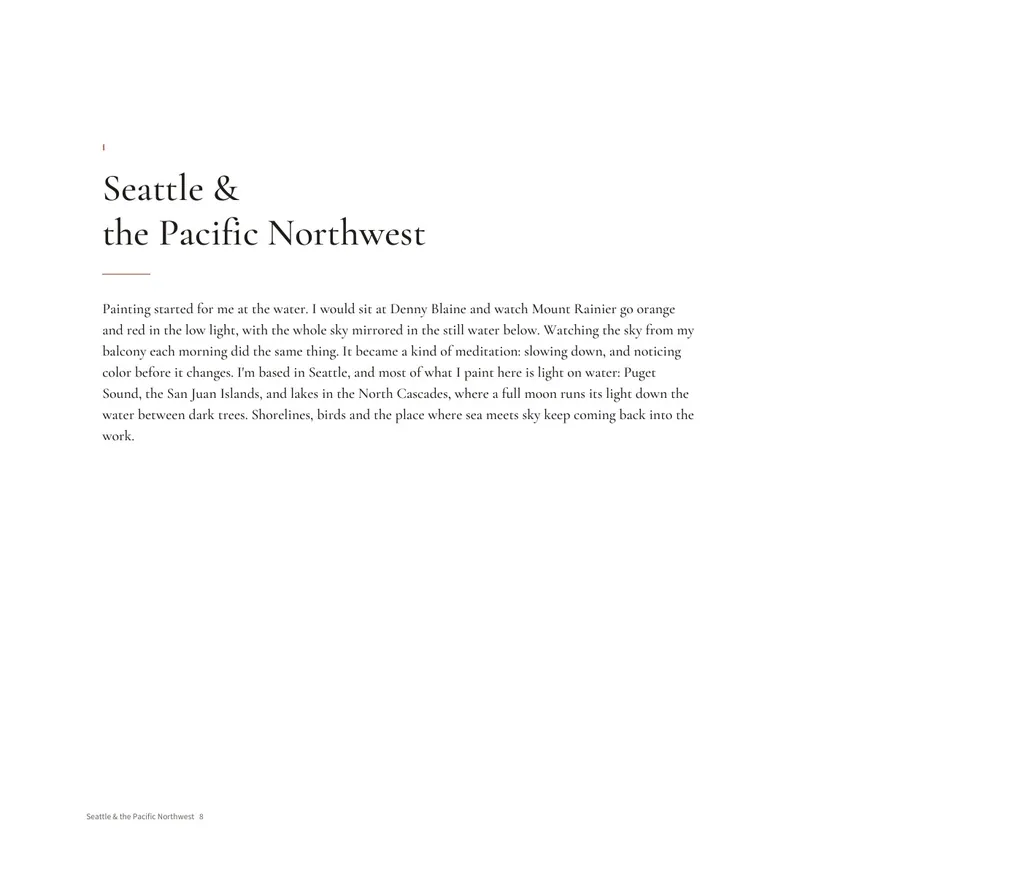 I
Seattle &
the Pacific Northwest
Painting started for me at the water. I would sit at Denny Blaine and watch Mount Rainier go orange
and red in the low light, with the whole sky mirrored in the still water below. Watching the sky from my
balcony each morning did the same thing. It became a kind of meditation: slowing down, and noticing
color before it changes. I'm based in Seattle, and most of what I paint here is light on water: Puget
Sound, the San Juan Islands, and lakes in the North Cascades, where a full moon runs its light down the
water between dark trees. Shorelines, birds and the place where sea meets sky keep coming back into the
work.
Seattle & the Pacific Northwest 8